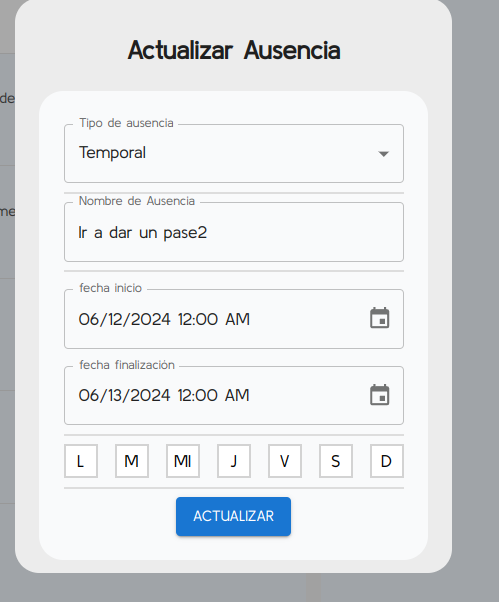 Actualizar Ausencia
de
Tipo de ausencia
Temporal
Nombre de Ausencia
me
Ir a dar un pase2
fecha inicio
06/12/2024 12:00 AM
fecha finalización
06/13/2024 12:00 AM
L M MI J V S D
ACTUALIZAR